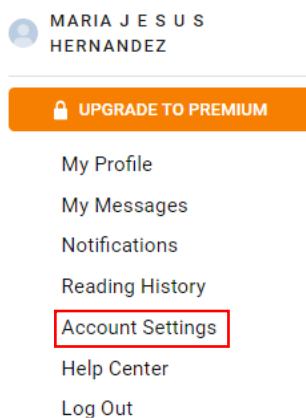 MARIA J E S U S
HERNANDEZ
UPGRADE TO PREMIUM
My Profile
My Messages
Notifications
Reading History
Account Settings
Help Center
Log Out